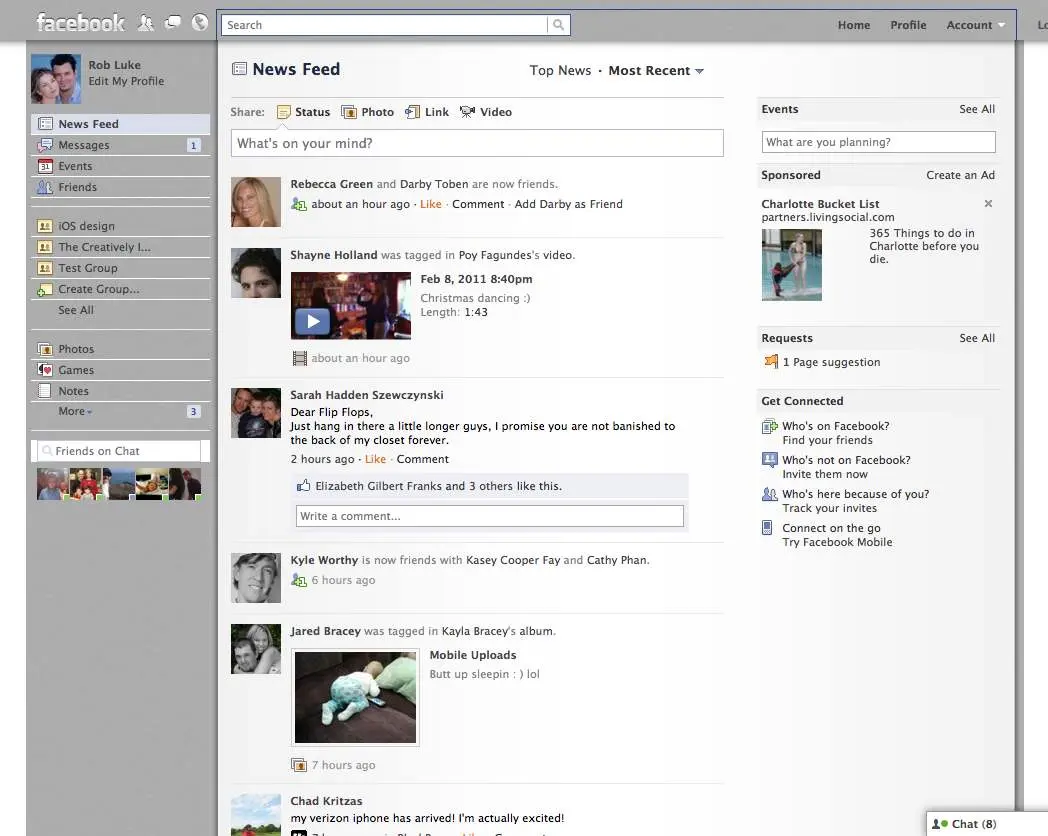 facebook
Search
Home Profile Account
Rob Luke
Edit My Profile
News Feed
Messages 1
Events
Friends
iOS design
The Creatively I...
Test Group
Create Group...
See All
Photos
Games
Notes
More 3
Friends on Chat
News Feed
Top News · Most Recent
Share: Status Photo Link Video
What's on your mind?
Rebecca Green and Darby Toben are now friends.
about an hour ago · Like · Comment · Add Darby as Friend
Shayne Holland was tagged in Poy Fagundes's video.
Feb 8, 2011 8:40pm
Christmas dancing :)
Length: 1:43
about an hour ago
Sarah Hadden Szewczynski
Dear Flip Flops,
Just hang in there a little longer guys, I promise you are not banished to
the back of my closet forever.
2 hours ago · Like · Comment
Elizabeth Gilbert Franks and 3 others like this.
Write a comment...
Kyle Worthy is now friends with Kasey Cooper Fay and Cathy Phan.
6 hours ago
Jared Bracey was tagged in Kayla Bracey's album.
Mobile Uploads
Butt up sleepin : ) lol
7 hours ago
Chad Kritzas
my verizon iphone has arrived! I'm actually excited!
Events See All
What are you planning?
Sponsored Create an Ad
Charlotte Bucket List
partners.livingsocial.com
365 Things to do in
Charlotte before you
die.
Requests See All
1 Page suggestion
Get Connected
Who's on Facebook?
Find your friends
Who's not on Facebook?
Invite them now
Who's here because of you?
Track your invites
Connect on the go
Try Facebook Mobile
Chat (8)